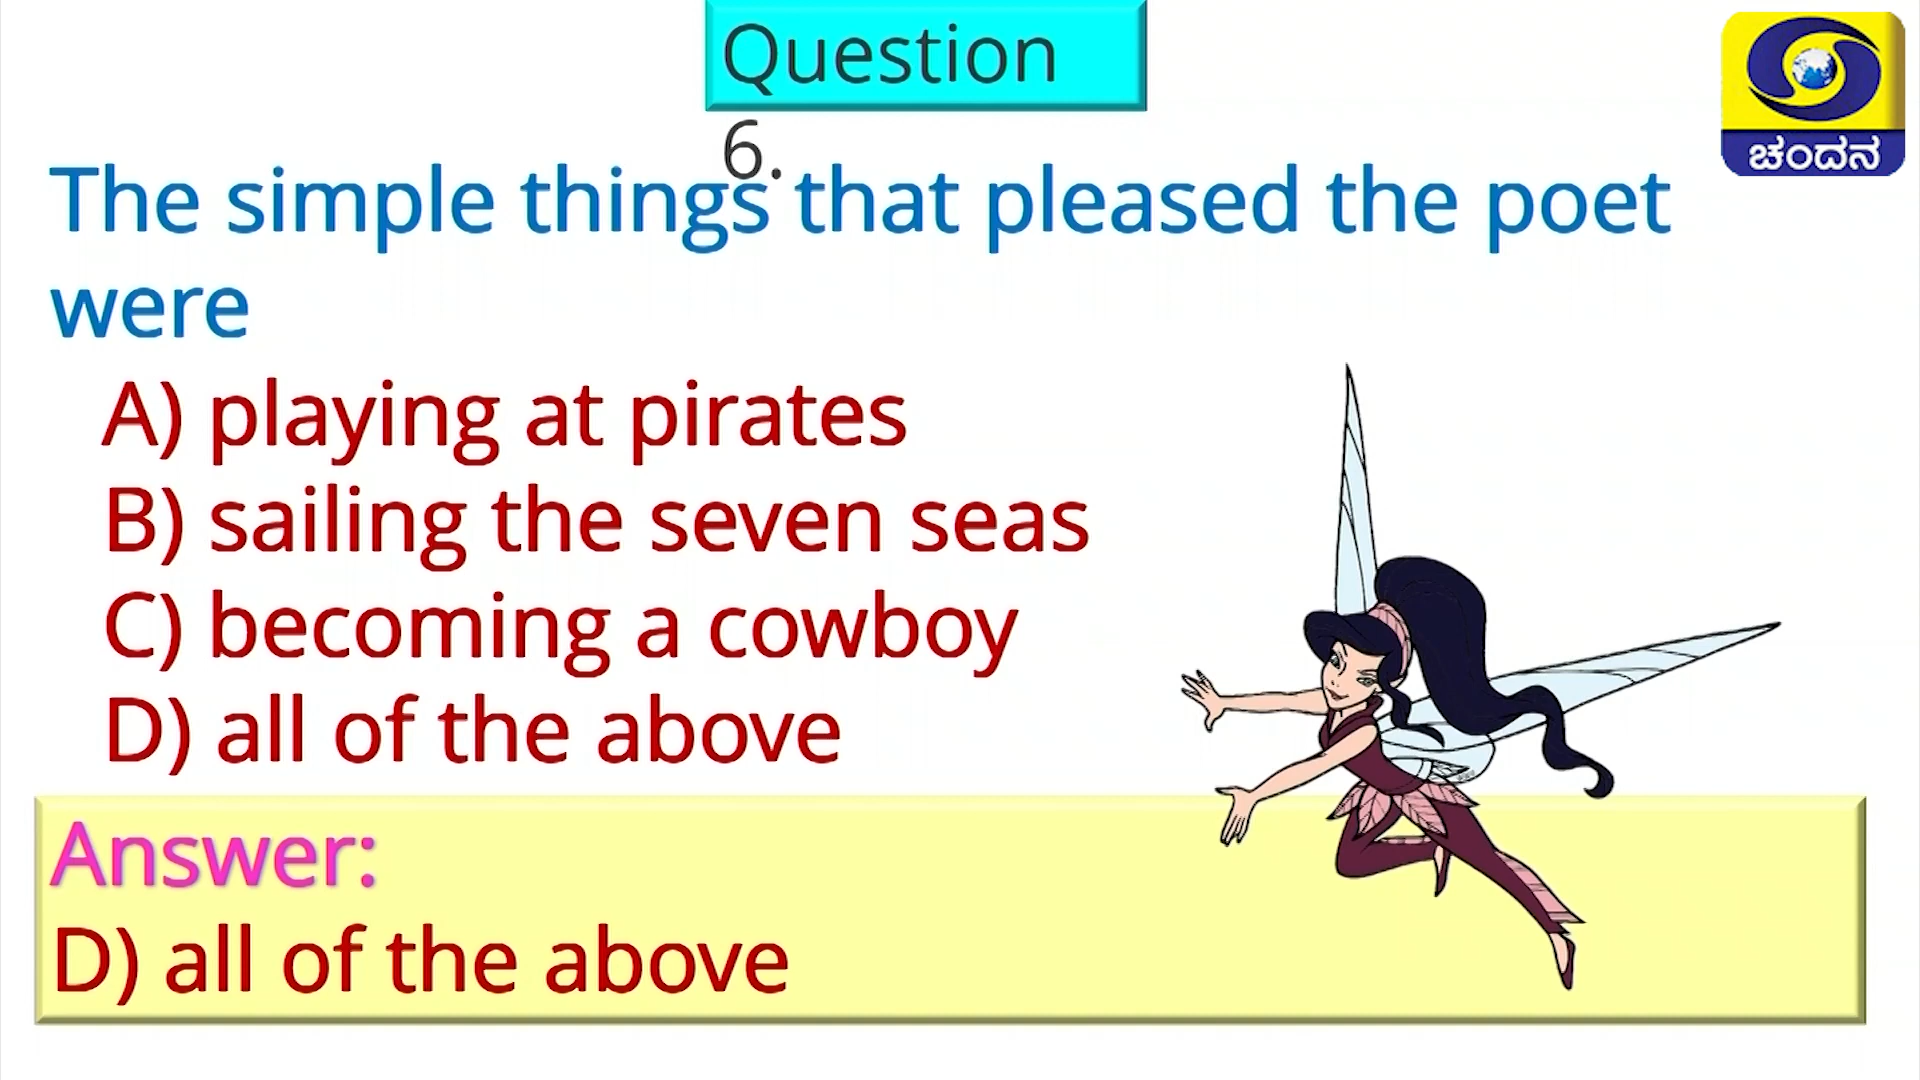 Question
6.
ಚಂದನ
The simple things that pleased the poet
were
A) playing at pirates
B) sailing the seven seas
C) becoming a cowboy
D) all of the above
Answer:
D) all of the above